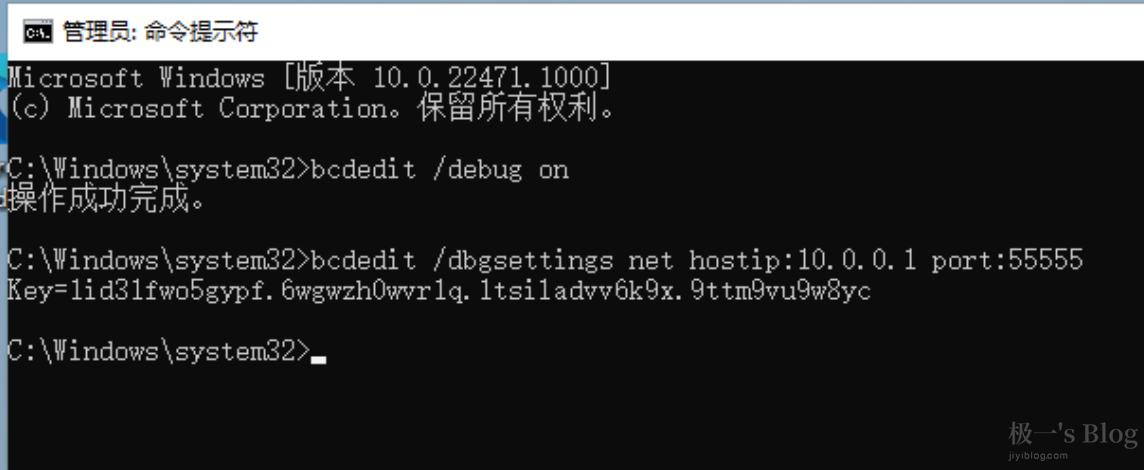 管理员: 命令提示符
Microsoft Windows [版本 10.0.22471.1000]
(c) Microsoft Corporation。保留所有权利。
C:\Windows\system32>bcdedit /debug on
操作成功完成。
C:\Windows\system32>bcdedit /dbgsettings net hostip:10.0.0.1 port:55555
Key=1id31fwo5gypf.6wgwzh0wvr1q.1tsi1advv6k9x.9ttm9vu9w8yc
C:\Windows\system32>
极一's Blog
jiyiblog.com